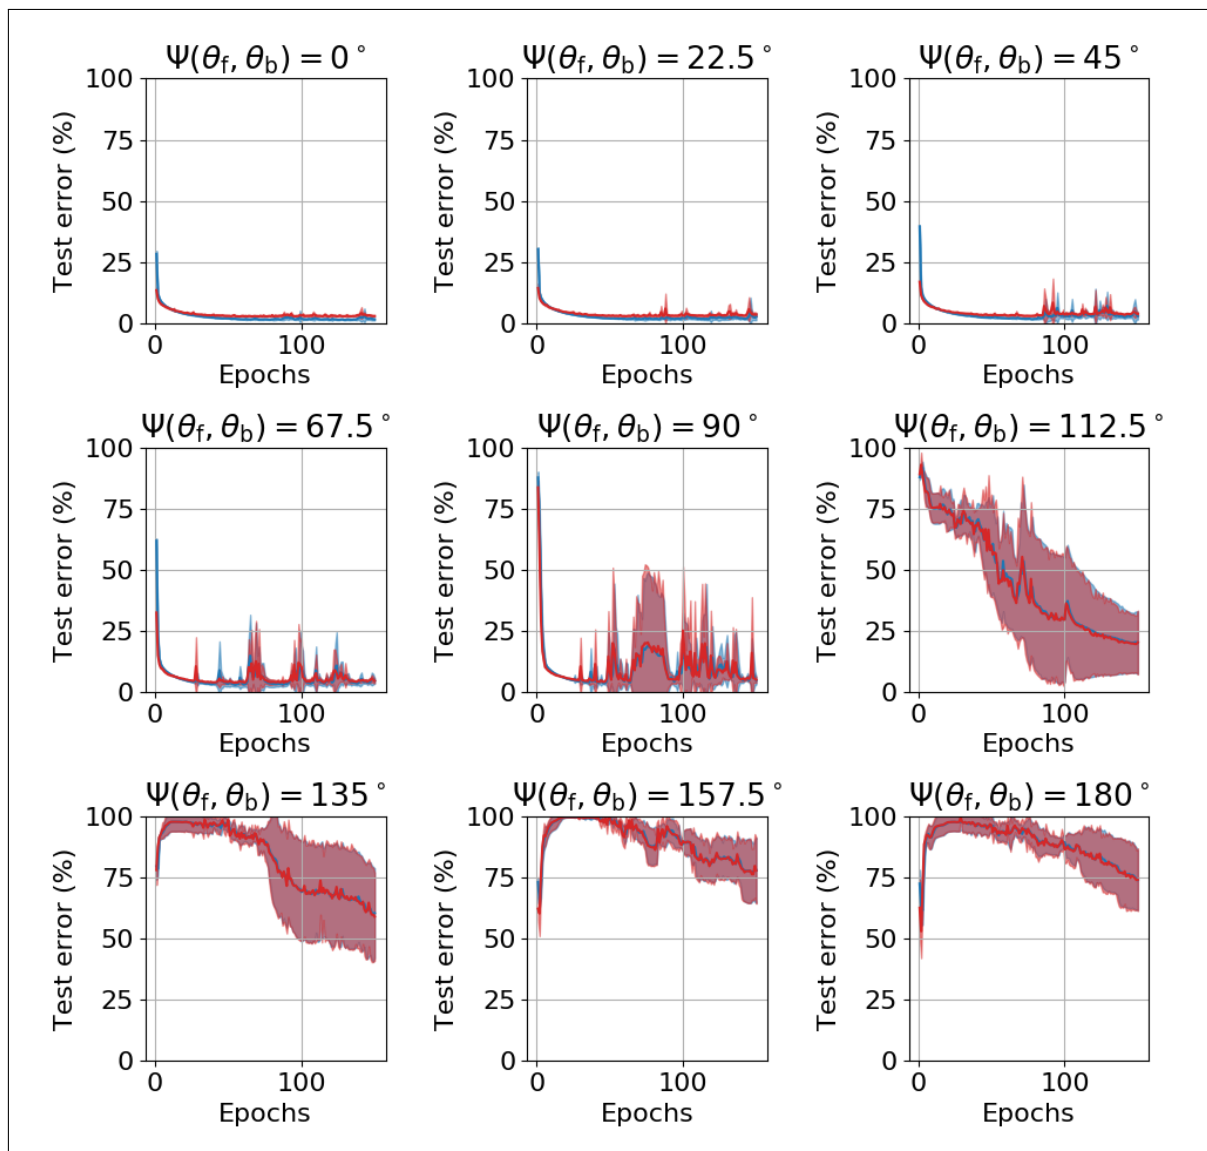 Ψ(θf, θb) = 0°
Ψ(θf, θb) = 22.5°
Ψ(θf, θb) = 45°
100
75
50
25
0
Test error (%)
0
100
Epochs
100
75
50
25
0
Test error (%)
0
100
Epochs
100
75
50
25
0
Test error (%)
0
100
Epochs
Ψ(θf, θb) = 67.5°
Ψ(θf, θb) = 90°
Ψ(θf, θb) = 112.5°
100
75
50
25
0
Test error (%)
0
100
Epochs
100
75
50
25
0
Test error (%)
0
100
Epochs
100
75
50
25
0
Test error (%)
0
100
Epochs
Ψ(θf, θb) = 135°
Ψ(θf, θb) = 157.5°
Ψ(θf, θb) = 180°
100
75
50
25
0
Test error (%)
0
100
Epochs
100
75
50
25
0
Test error (%)
0
100
Epochs
100
75
50
25
0
Test error (%)
0
100
Epochs